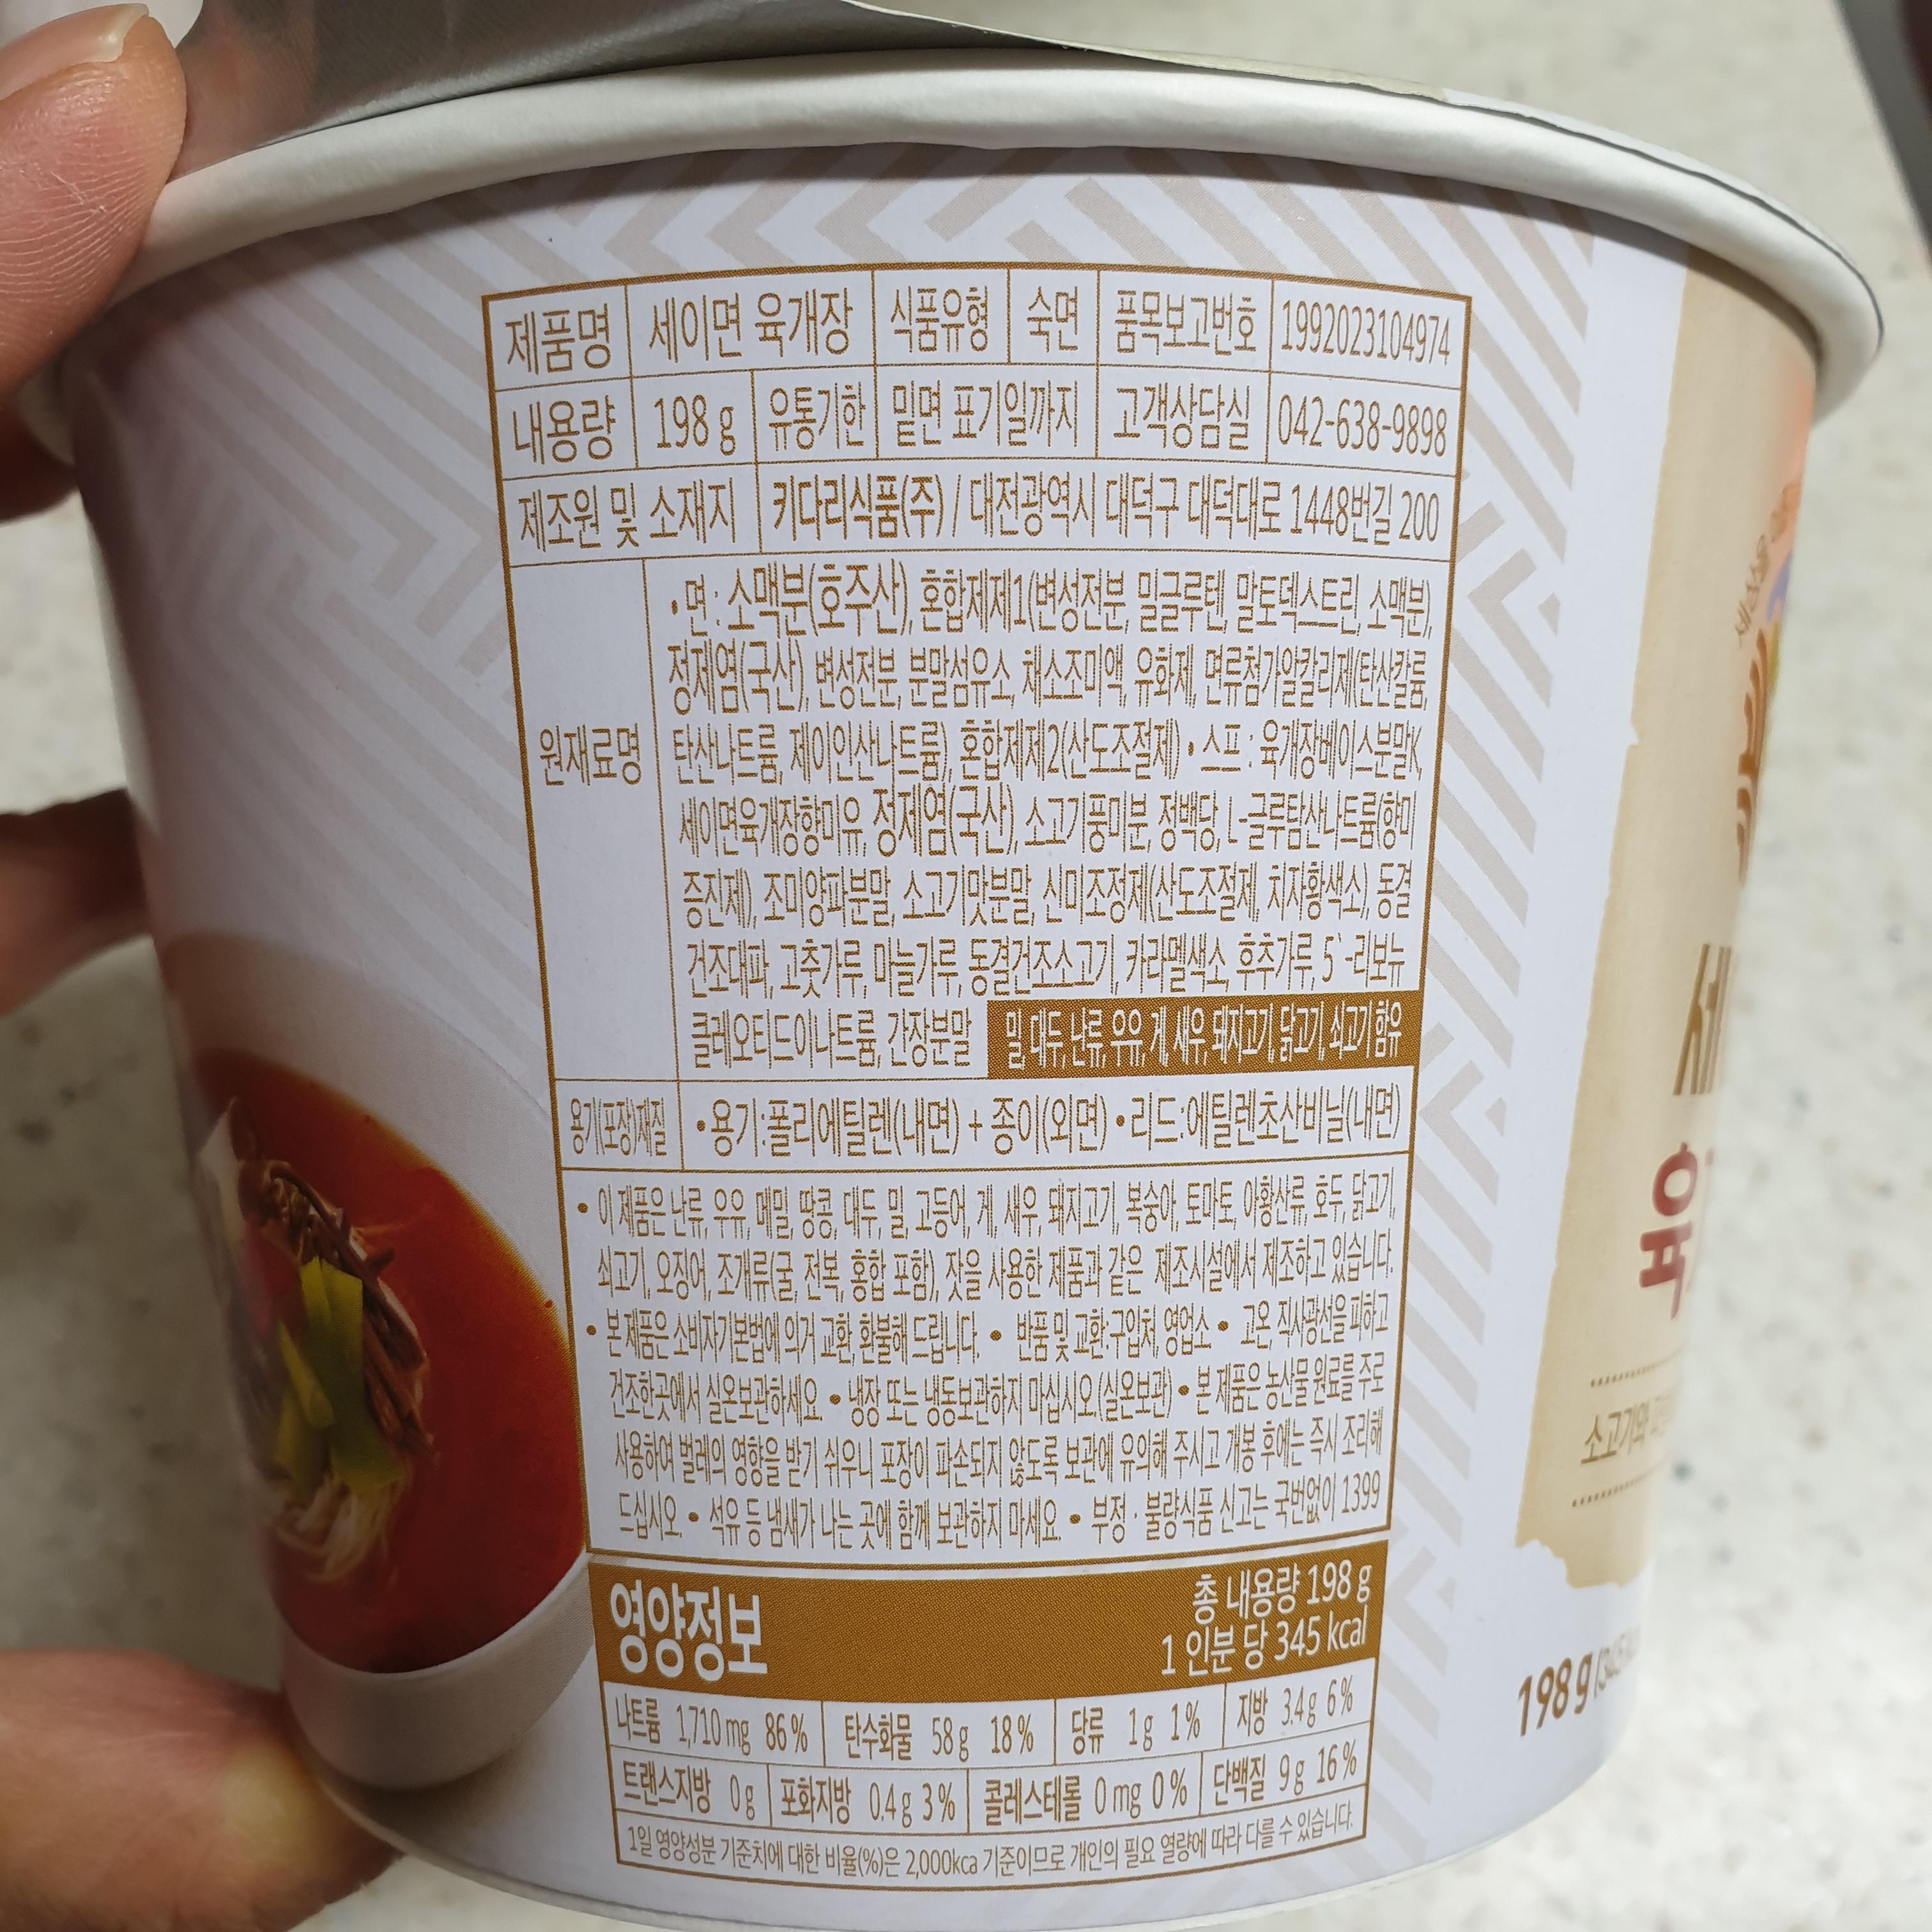 제품명 세이면 육개장 식품유형 숙면 품목보고번호 1992023104974
내용량 198 g 유통기한 밑면 표기일까지 고객상담실 042-638-9898
제조원 및 소재지 키다리식품(주) / 대전광역시 대덕구 대덕대로 1448번길 200
원재료명
• 면 : 소맥분(호주산), 혼합제제1(변성전분, 밀글루텐, 말토덱스트린, 소맥분),
정제염(국산), 변성전분, 분말섬유소, 채소조미액, 유화제, 면류첨가알칼리제(탄산칼륨,
탄산나트륨, 제이인산나트륨), 혼합제제2(산도조절제) • 스프 : 육개장베이스분말K,
세이면육개장향미유, 정제염(국산), 소고기풍미분, 정백당, L-글루탐산나트륨(향미
증진제), 조미양파분말, 소고기맛분말, 신미조정제(산도조절제, 치자황색소), 동결
건조대파, 고춧가루, 마늘가루, 동결건조소고기, 카라멜색소, 후추가루, 5`-리보뉴
클레오티드이나트륨, 간장분말 밀, 대두, 난류, 우유, 게, 새우, 돼지고기, 닭고기, 쇠고기 함유
용기(포장)재질 •용기:폴리에틸렌(내면) + 종이(외면) •리드:에틸렌초산비닐(내면)
• 이 제품은 난류, 우유, 메밀, 땅콩, 대두, 밀, 고등어, 게, 새우, 돼지고기, 복숭아, 토마토, 아황산류, 호두, 닭고기,
쇠고기, 오징어, 조개류(굴, 전복, 홍합 포함), 잣을 사용한 제품과 같은 제조시설에서 제조하고 있습니다.
• 본 제품은 소비자기본법에 의거 교환, 환불해 드립니다. • 반품 및 교환:구입처, 영업소 • 고온, 직사광선을 피하고
건조한곳에서 실온보관하세요. • 냉장 또는 냉동보관하지 마십시오.(실온보관) • 본 제품은 농산물 원료를 주로
사용하여 벌레의 영향을 받기 쉬우니 포장이 파손되지 않도록 보관에 유의해 주시고 개봉 후에는 즉시 조리해
드십시오. • 석유 등 냄새가 나는 곳에 함께 보관하지 마세요. • 부정 · 불량식품 신고는 국번없이 1399
영양정보
총 내용량 198 g
1 인분 당 345 kcal
나트륨 1,710 mg 86 % 탄수화물 58 g 18 % 당류 1 g 1 % 지방 3.4 g 6 %
트랜스지방 0 g 포화지방 0.4 g 3 % 콜레스테롤 0 mg 0 % 단백질 9 g 16 %
1일 영양성분 기준치에 대한 비율(%)은 2,000kca 기준이므로 개인의 필요 열량에 따라 다를 수 있습니다.
세
육
소고기와
198 g